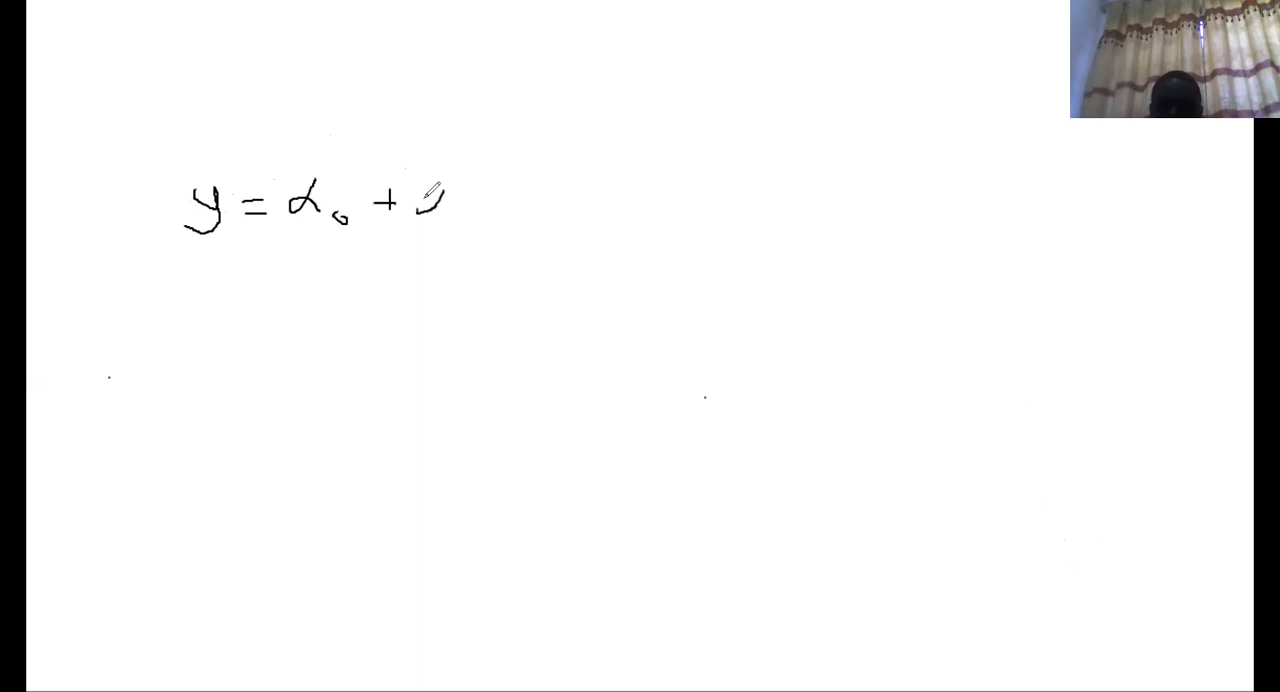 y = α₀ +